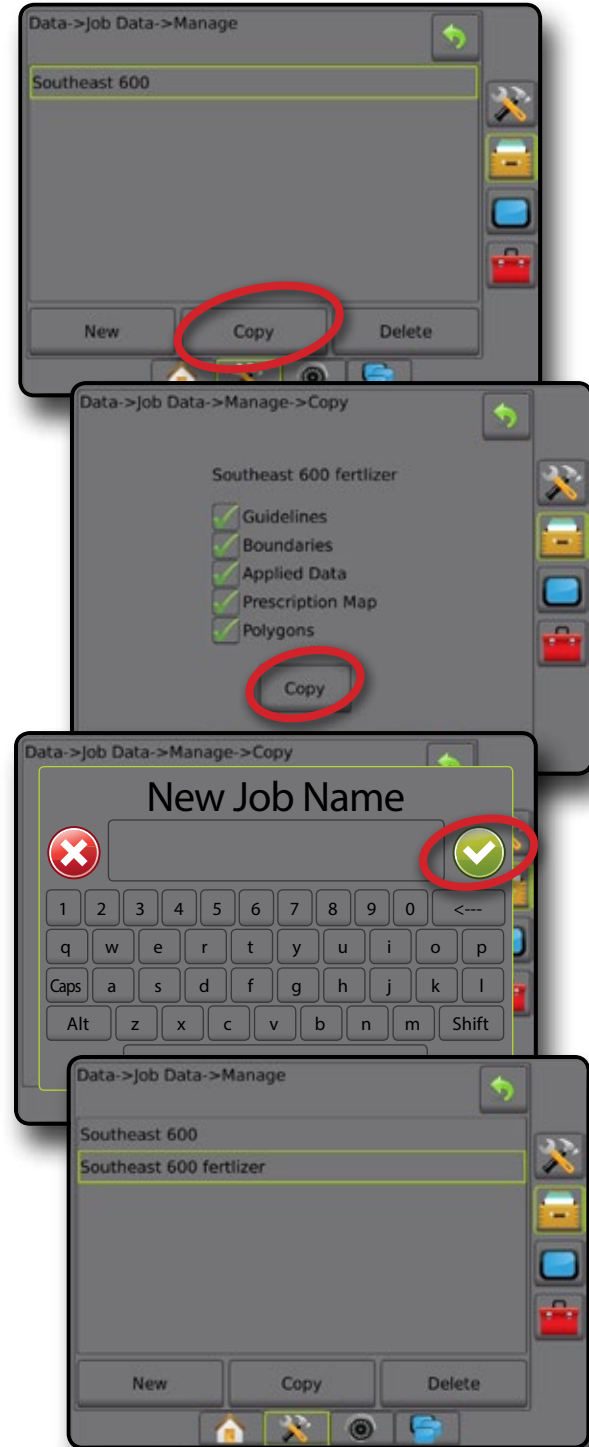 Data->Job Data->Manage
Southeast 600
New Copy Delete
Data->Job Data->Manage->Copy
Southeast 600 fertlizer
Guidelines
Boundaries
Applied Data
Prescription Map
Polygons
Copy
Data->Job Data->Manage->Copy
New Job Name
1 2 3 4 5 6 7 8 9 0 <---
q w e r t y u i o p
Caps a s d f g h j k l
Alt z x c v b n m Shift
Data->Job Data->Manage
Southeast 600
Southeast 600 fertlizer
New Copy Delete